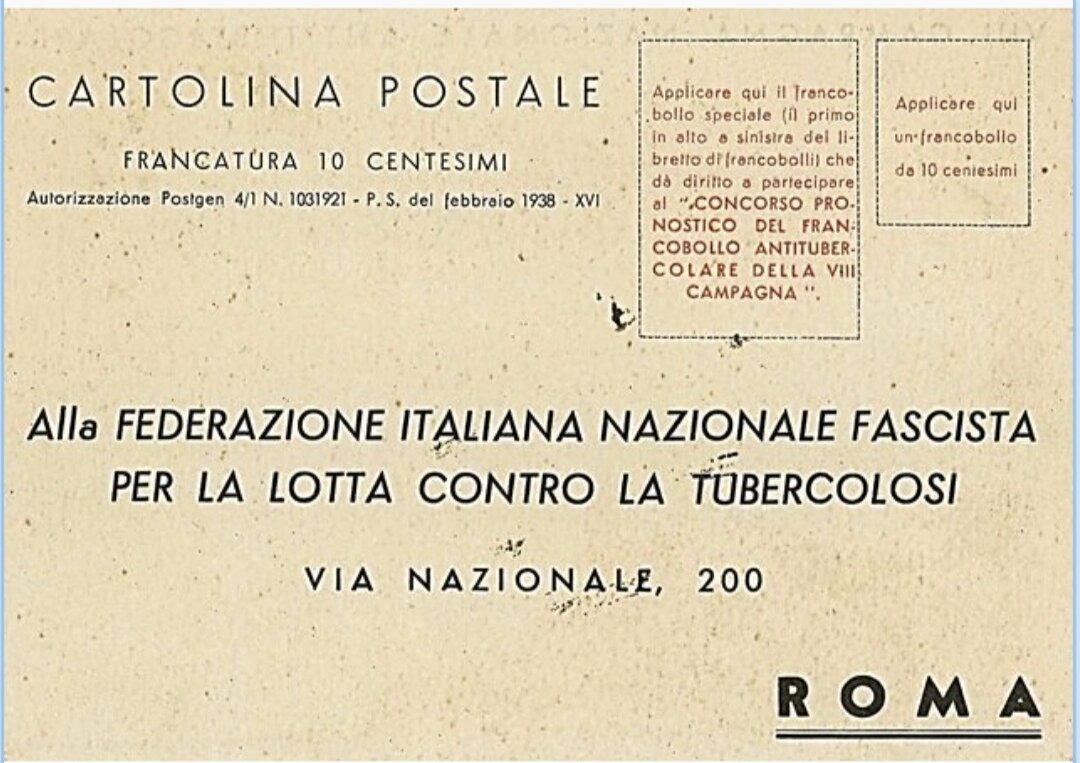 CARTOLINA POSTALE
FRANCATURA 10 CENTESIMI
Autorizzazione Postgen 4/1 N. 1031921 - P. S. del febbraio 1938 - XVI
Applicare qui il franco-
bollo speciale (il primo
in alto a sinistra del li-
bretto di francobolli) che
dà diritto a partecipare
al "CONCORSO PRO-
NOSTICO DEL FRAN-
COBOLLO ANTITUBER-
COLARE DELLA VIII
CAMPAGNA".
Applicare qui
un francobollo
da 10 centesimi
Alla FEDERAZIONE ITALIANA NAZIONALE FASCISTA
PER LA LOTTA CONTRO LA TUBERCOLOSI
VIA NAZIONALE, 200
ROMA